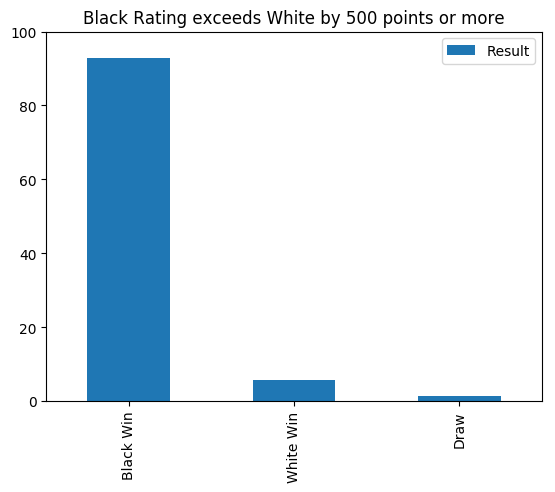 Black Rating exceeds White by 500 points or more
Result
100
80
60
40
20
0
Black Win
White Win
Draw